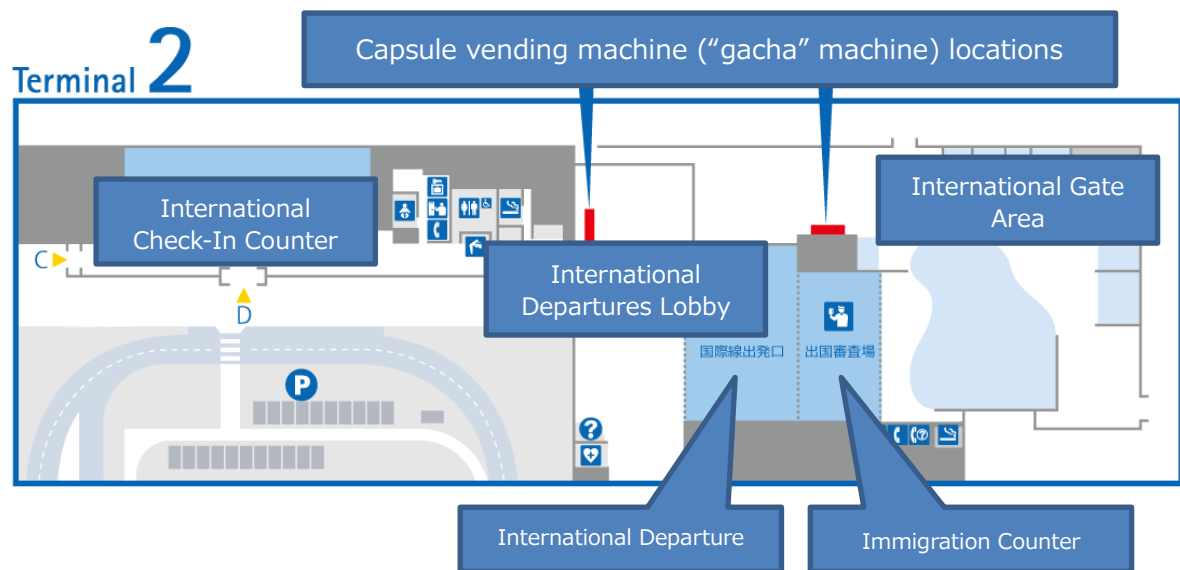 Terminal 2
Capsule vending machine (“gacha” machine) locations
International
Check-In Counter
International Gate
Area
International
Departures Lobby
C
D
国際線出発口
出国審査場
P
?
?
International Departure
Immigration Counter